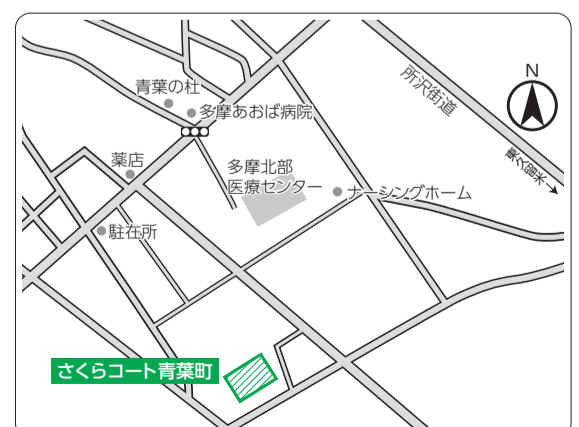 N
所沢街道
東久留米
青葉の杜
多摩あおば病院
薬店
多摩北部
医療センター
ナーシングホーム
駐在所
さくらコート青葉町